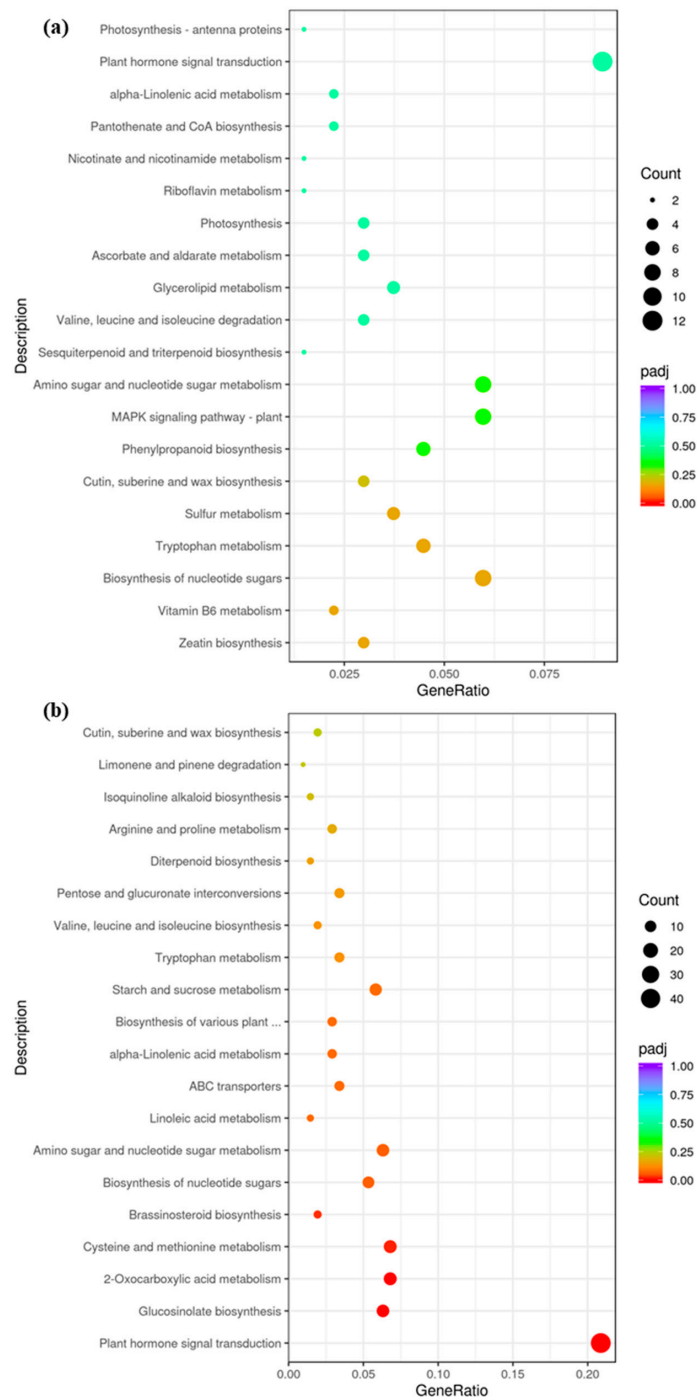 (a)
Photosynthesis - antenna proteins
Plant hormone signal transduction
alpha-Linolenic acid metabolism
Pantothenate and CoA biosynthesis
Nicotinate and nicotinamide metabolism
Riboflavin metabolism
Photosynthesis
Ascorbate and aldarate metabolism
Glycerolipid metabolism
Valine, leucine and isoleucine degradation
Sesquiterpenoid and triterpenoid biosynthesis
Amino sugar and nucleotide sugar metabolism
MAPK signaling pathway - plant
Phenylpropanoid biosynthesis
Cutin, suberine and wax biosynthesis
Sulfur metabolism
Tryptophan metabolism
Biosynthesis of nucleotide sugars
Vitamin B6 metabolism
Zeatin biosynthesis
Description
0.025 0.050 0.075
GeneRatio
Count
2
4
6
8
10
12
padj
1.00
0.75
0.50
0.25
0.00
(b)
Cutin, suberine and wax biosynthesis
Limonene and pinene degradation
Isoquinoline alkaloid biosynthesis
Arginine and proline metabolism
Diterpenoid biosynthesis
Pentose and glucuronate interconversions
Valine, leucine and isoleucine biosynthesis
Tryptophan metabolism
Starch and sucrose metabolism
Biosynthesis of various plant ...
alpha-Linolenic acid metabolism
ABC transporters
Linoleic acid metabolism
Amino sugar and nucleotide sugar metabolism
Biosynthesis of nucleotide sugars
Brassinosteroid biosynthesis
Cysteine and methionine metabolism
2-Oxocarboxylic acid metabolism
Glucosinolate biosynthesis
Plant hormone signal transduction
Description
0.00 0.05 0.10 0.15 0.20
GeneRatio
Count
10
20
30
40
padj
1.00
0.75
0.50
0.25
0.00